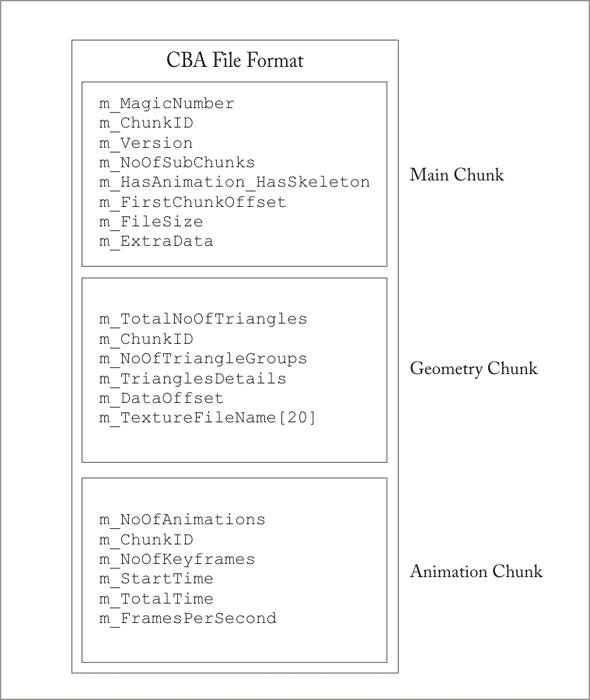 CBA File Format
m_MagicNumber
m_ChunkID
m_Version
m_NoOfSubChunks
m_HasAnimation_HasSkeleton
m_FirstChunkOffset
m_FileSize
m_ExtraData
Main Chunk
m_TotalNoOfTriangles
m_ChunkID
m_NoOfTriangleGroups
m_TrianglesDetails
m_DataOffset
m_TextureFileName[20]
Geometry Chunk
m_NoOfAnimations
m_ChunkID
m_NoOfKeyframes
m_StartTime
m_TotalTime
m_FramesPerSecond
Animation Chunk